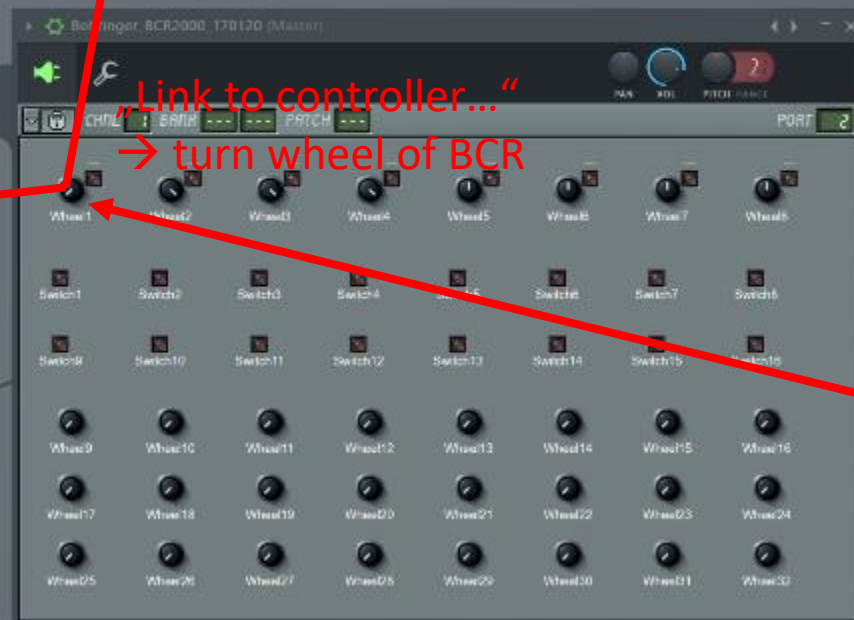 Behringer_BCR2000_170120 (Master)
„Link to controller…“
→ turn wheel of BCR
2
PAN VOL PITCH RANGE
CHNL 1 BANK --- --- PATCH --- PORT 2
Wheel1 Wheel2 Wheel3 Wheel4 Wheel5 Wheel6 Wheel7 Wheel8
Switch1 Switch2 Switch3 Switch4 Switch5 Switch6 Switch7 Switch8
Switch9 Switch10 Switch11 Switch12 Switch13 Switch14 Switch15 Switch16
Wheel9 Wheel10 Wheel11 Wheel12 Wheel13 Wheel14 Wheel15 Wheel16
Wheel17 Wheel18 Wheel19 Wheel20 Wheel21 Wheel22 Wheel23 Wheel24
Wheel25 Wheel26 Wheel27 Wheel28 Wheel29 Wheel30 Wheel31 Wheel32